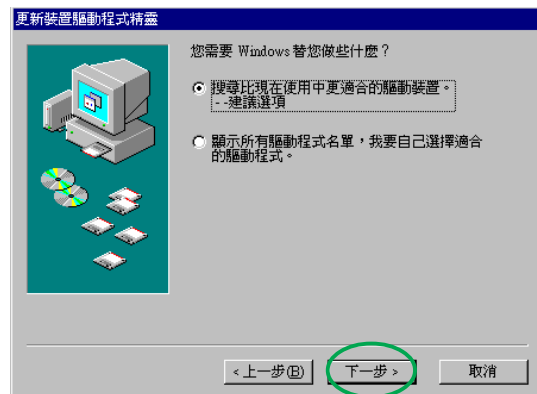 更新裝置驅動程式精靈
您需要 Windows 替您做些什麼？
搜尋比現在使用中更適合的驅動裝置。
--建議選項
顯示所有驅動程式名單，我要自己選擇適合
的驅動程式。
<上一步(B)
下一步>
取消